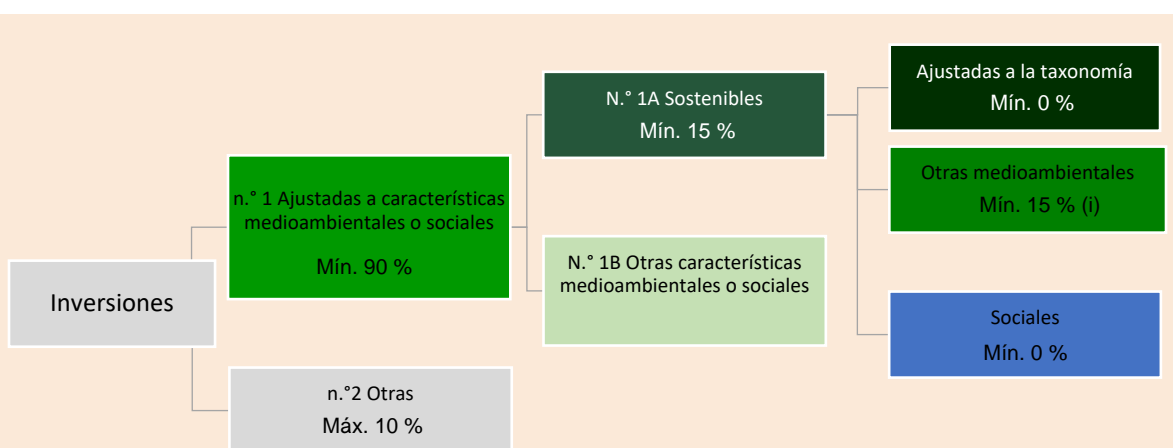 Inversiones
n.° 1 Ajustadas a características
medioambientales o sociales
Mín. 90 %
n.°2 Otras
Máx. 10 %
N.° 1A Sostenibles
Mín. 15 %
N.° 1B Otras características
medioambientales o sociales
Ajustadas a la taxonomía
Mín. 0 %
Otras medioambientales
Mín. 15 % (i)
Sociales
Mín. 0 %